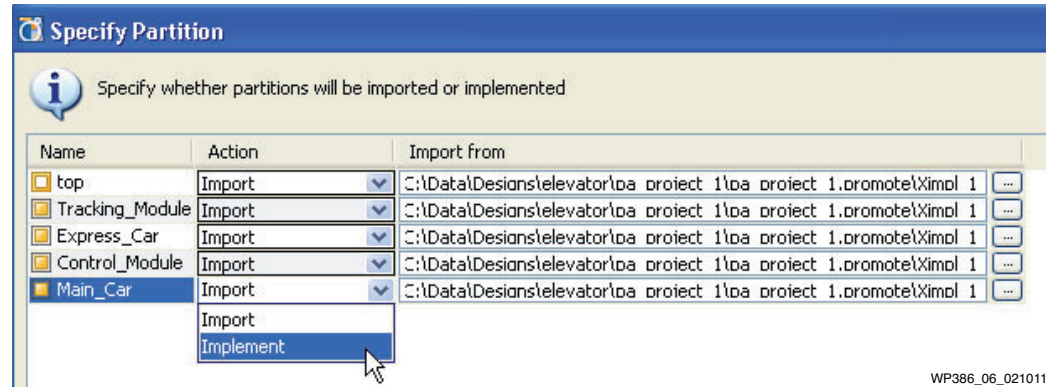 Specify Partition
Specify whether partitions will be imported or implemented
Name Action Import from
top Import C:\Data\Designs\elevator\pa_project_1\pa_project_1.promote\Ximpl_1 ...
Tracking_Module Import C:\Data\Designs\elevator\pa_project_1\pa_project_1.promote\Ximpl_1 ...
Express_Car Import C:\Data\Designs\elevator\pa_project_1\pa_project_1.promote\Ximpl_1 ...
Control_Module Import C:\Data\Designs\elevator\pa_project_1\pa_project_1.promote\Ximpl_1 ...
Main_Car Import C:\Data\Designs\elevator\pa_project_1\pa_project_1.promote\Ximpl_1 ...
Import
Implement
WP386_06_021011